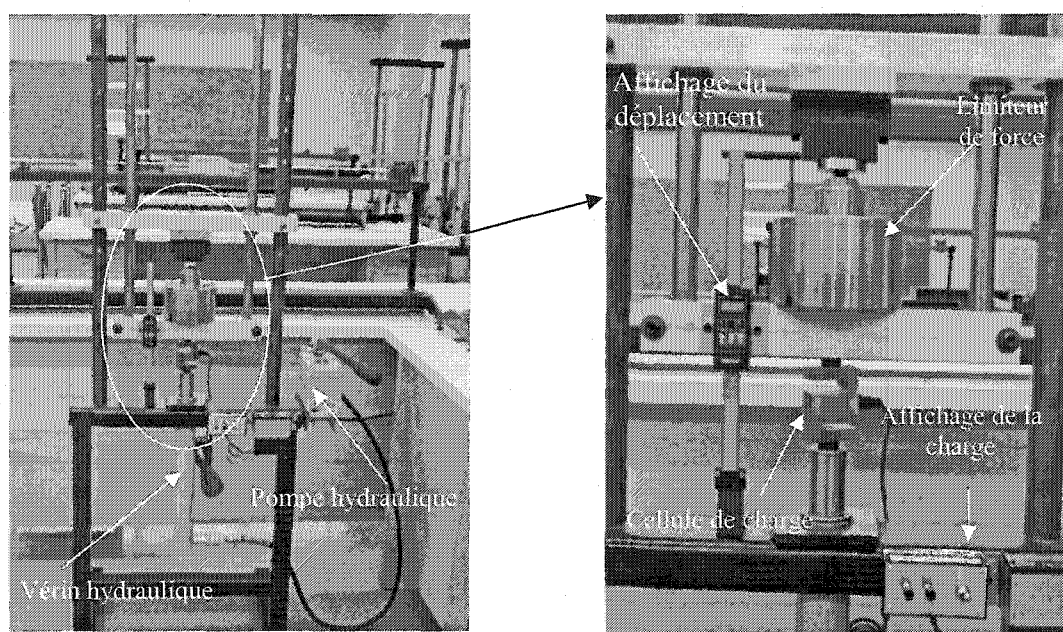 Pompe hydraulique
Vérin hydraulique
Affichage du
déplacement
Limiteur
de force
Affichage de la
charge
Cellule de charge